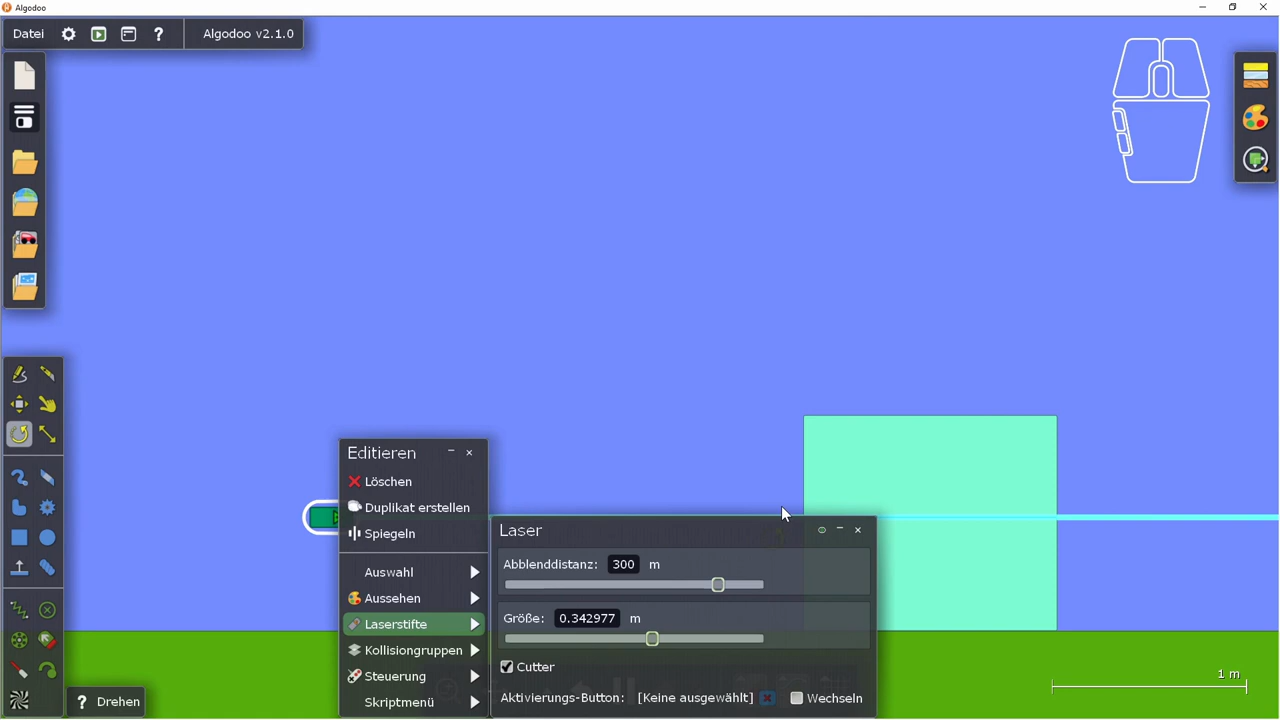 Algodoo
Datei
?
Algodoo v2.1.0
Editieren
Löschen
Duplikat erstellen
Spiegeln
Auswahl
Aussehen
Laserstifte
Kollisiongruppen
Steuerung
Skriptmenü
Laser
Abblenddistanz: 300 m
Größe: 0.342977 m
Cutter
Aktivierungs-Button: [Keine ausgewählt] Wechseln
1 m
? Drehen